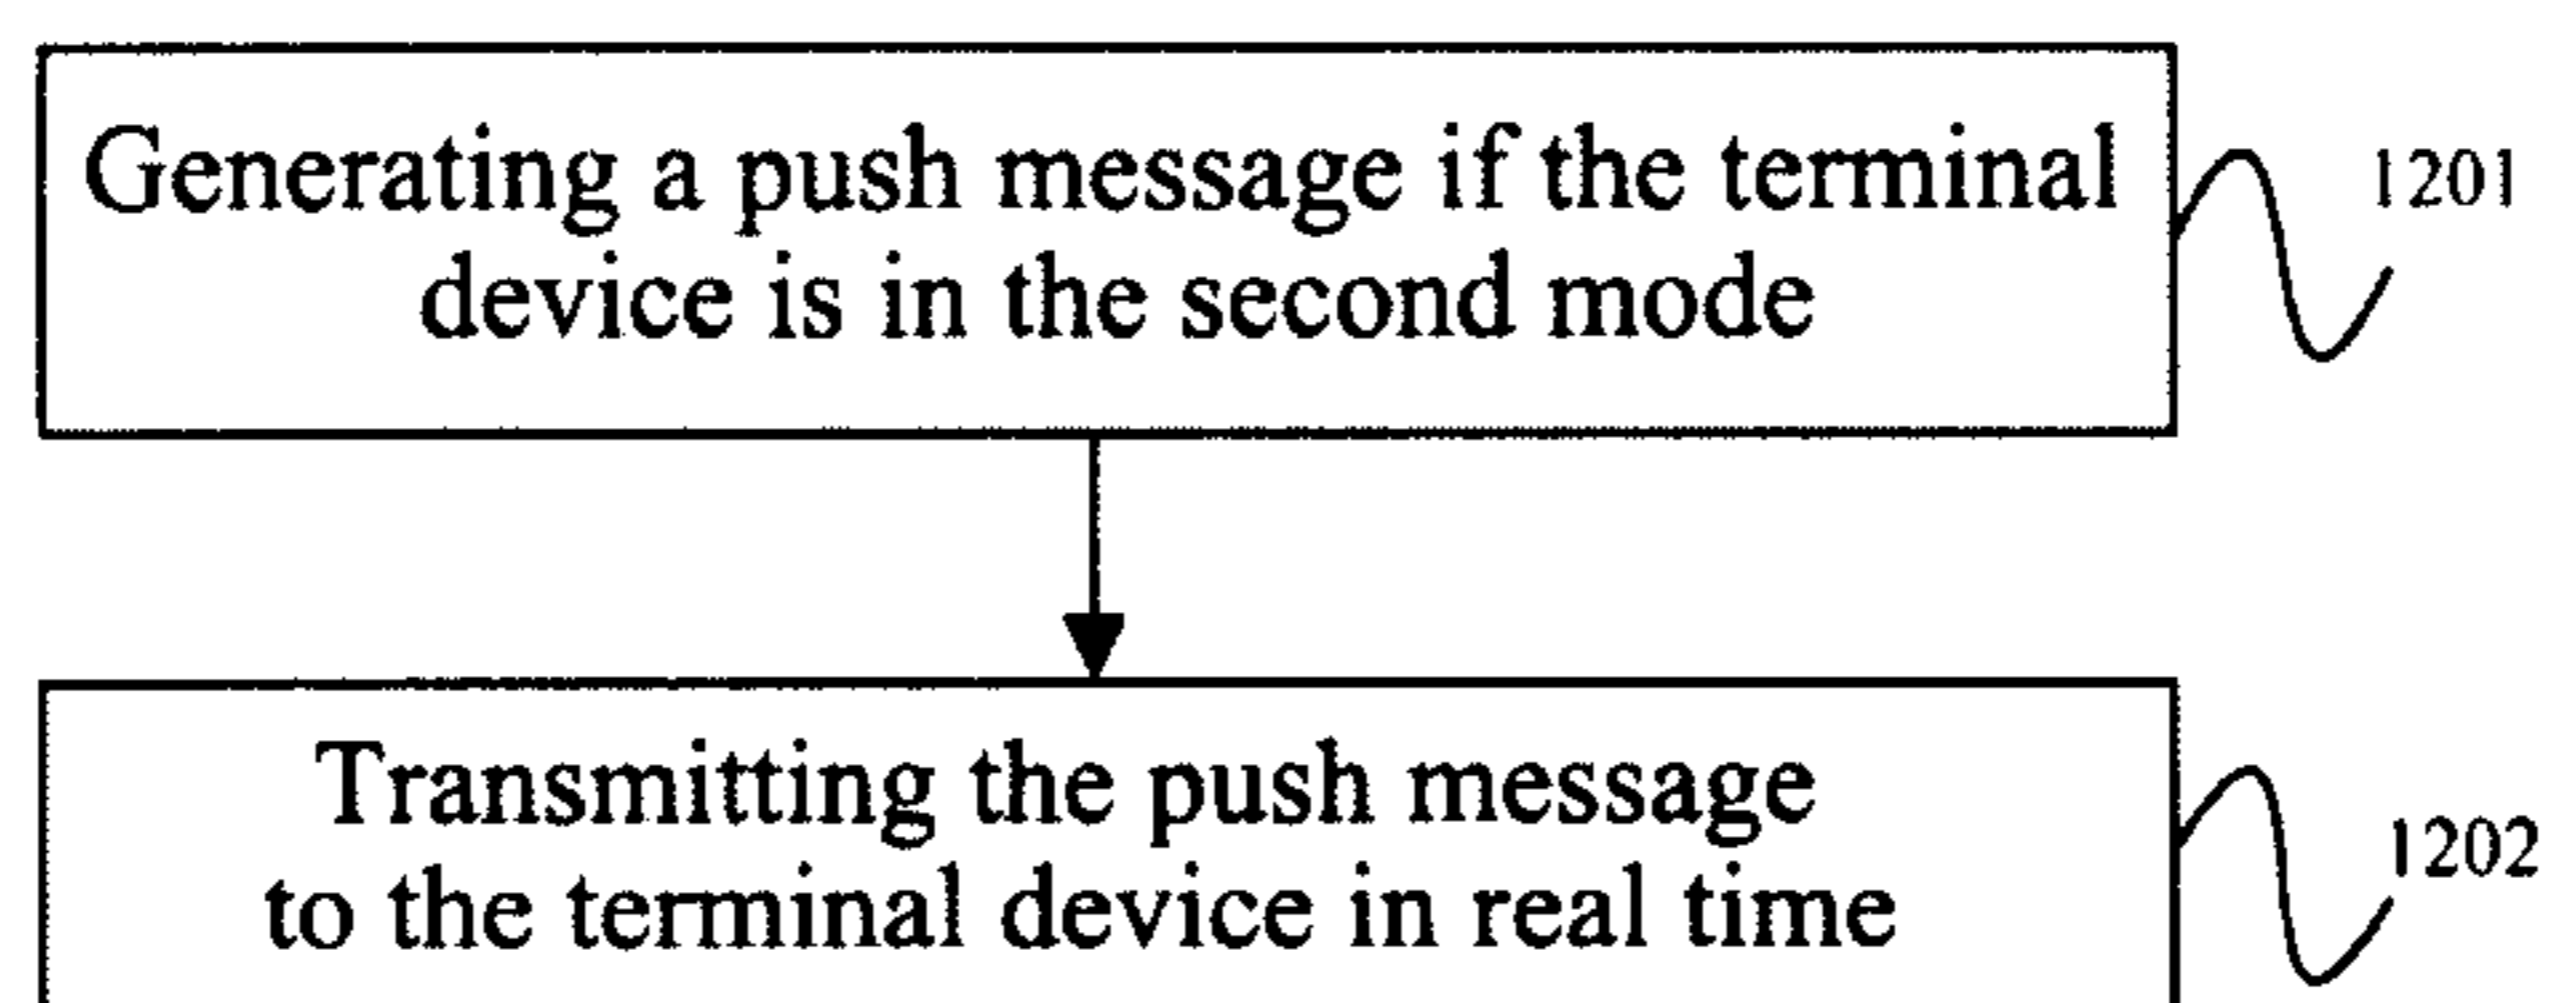 Generating a push message if the terminal
device is in the second mode
1201
Transmitting the push message
to the terminal device in real time
1202